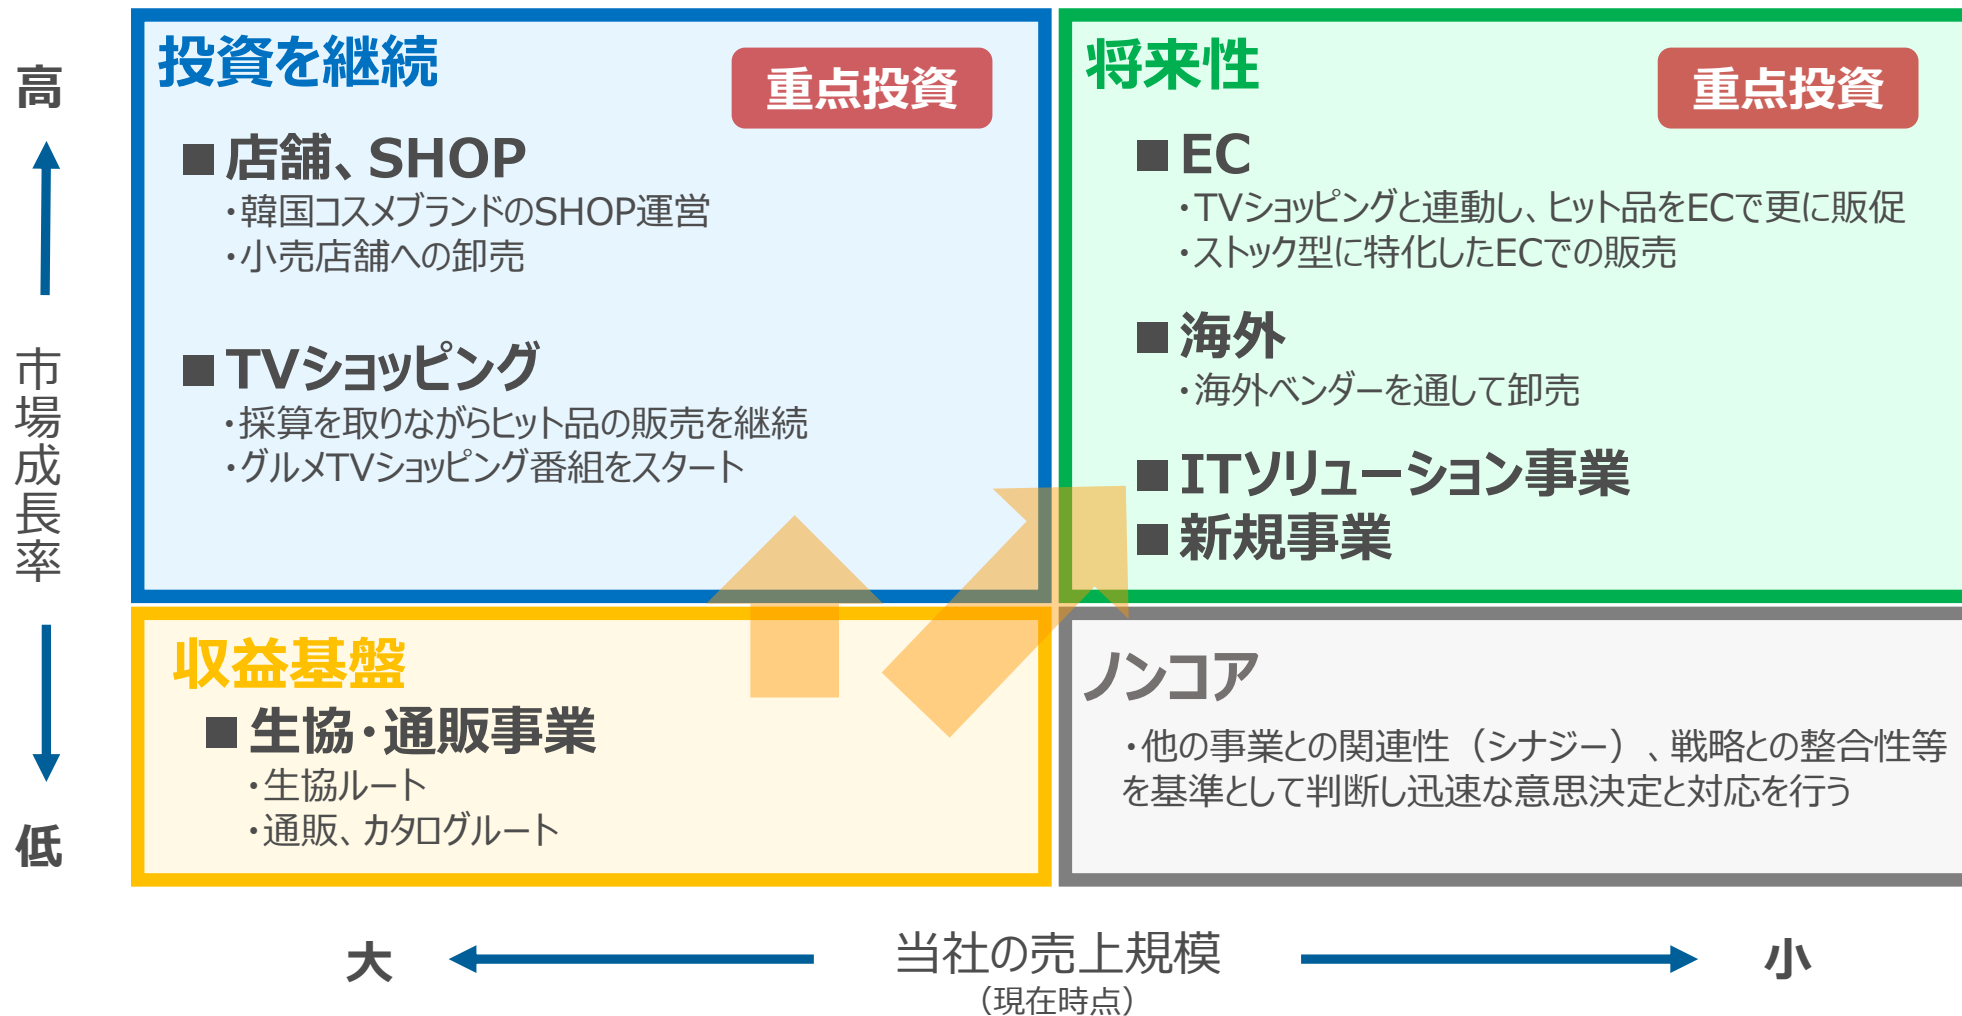 投資を継続
重点投資
■店舗、SHOP
・韓国コスメブランドのSHOP運営
・小売店舗への卸売
■TVショッピング
・採算を取りながらヒット品の販売を継続
・グルメTVショッピング番組をスタート
将来性
重点投資
■EC
・TVショッピングと連動し、ヒット品をECで更に販促
・ストック型に特化したECでの販売
■海外
・海外ベンダーを通して卸売
■ITソリューション事業
■新規事業
収益基盤
■生協・通販事業
・生協ルート
・通販、カタログルート
ノンコア
・他の事業との関連性（シナジー）、戦略との整合性等
を基準として判断し迅速な意思決定と対応を行う
高
市場成長率
低
大
当社の売上規模
（現在時点）
小